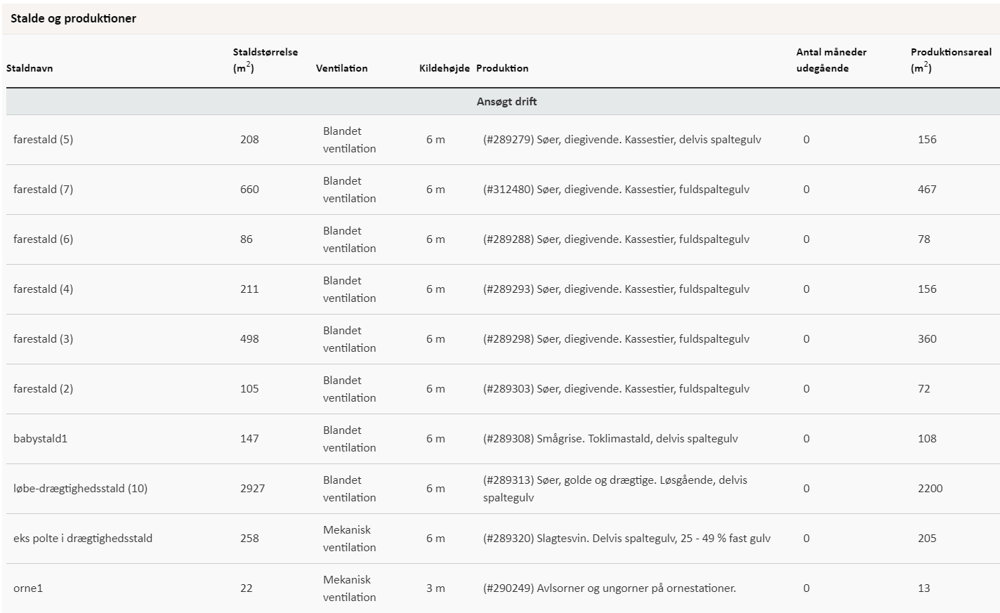 Stalde og produktioner
Staldnavn Staldstørrelse (m²) Ventilation Kildehøjde Produktion Antal måneder udegående Produktionsareal (m²)
Ansøgt drift
farestald (5) 208 Blandet ventilation 6 m (#289279) Søer, diegivende. Kassestier, delvis spaltegulv 0 156
farestald (7) 660 Blandet ventilation 6 m (#312480) Søer, diegivende. Kassestier, fuldspaltegulv 0 467
farestald (6) 86 Blandet ventilation 6 m (#289288) Søer, diegivende. Kassestier, fuldspaltegulv 0 78
farestald (4) 211 Blandet ventilation 6 m (#289293) Søer, diegivende. Kassestier, fuldspaltegulv 0 156
farestald (3) 498 Blandet ventilation 6 m (#289298) Søer, diegivende. Kassestier, fuldspaltegulv 0 360
farestald (2) 105 Blandet ventilation 6 m (#289303) Søer, diegivende. Kassestier, fuldspaltegulv 0 72
babystald1 147 Blandet ventilation 6 m (#289308) Smågrise. Toklimastald, delvis spaltegulv 0 108
løbe-drægtighedsstald (10) 2927 Blandet ventilation 6 m (#289313) Søer, golde og drægtige. Løsgående, delvis spaltegulv 0 2200
eks polte i drægtighedsstald 258 Mekanisk ventilation 6 m (#289320) Slagtesvin. Delvis spaltegulv, 25 - 49 % fast gulv 0 205
orne1 22 Mekanisk ventilation 3 m (#290249) Avlsorner og ungorner på ornestationer. 0 13